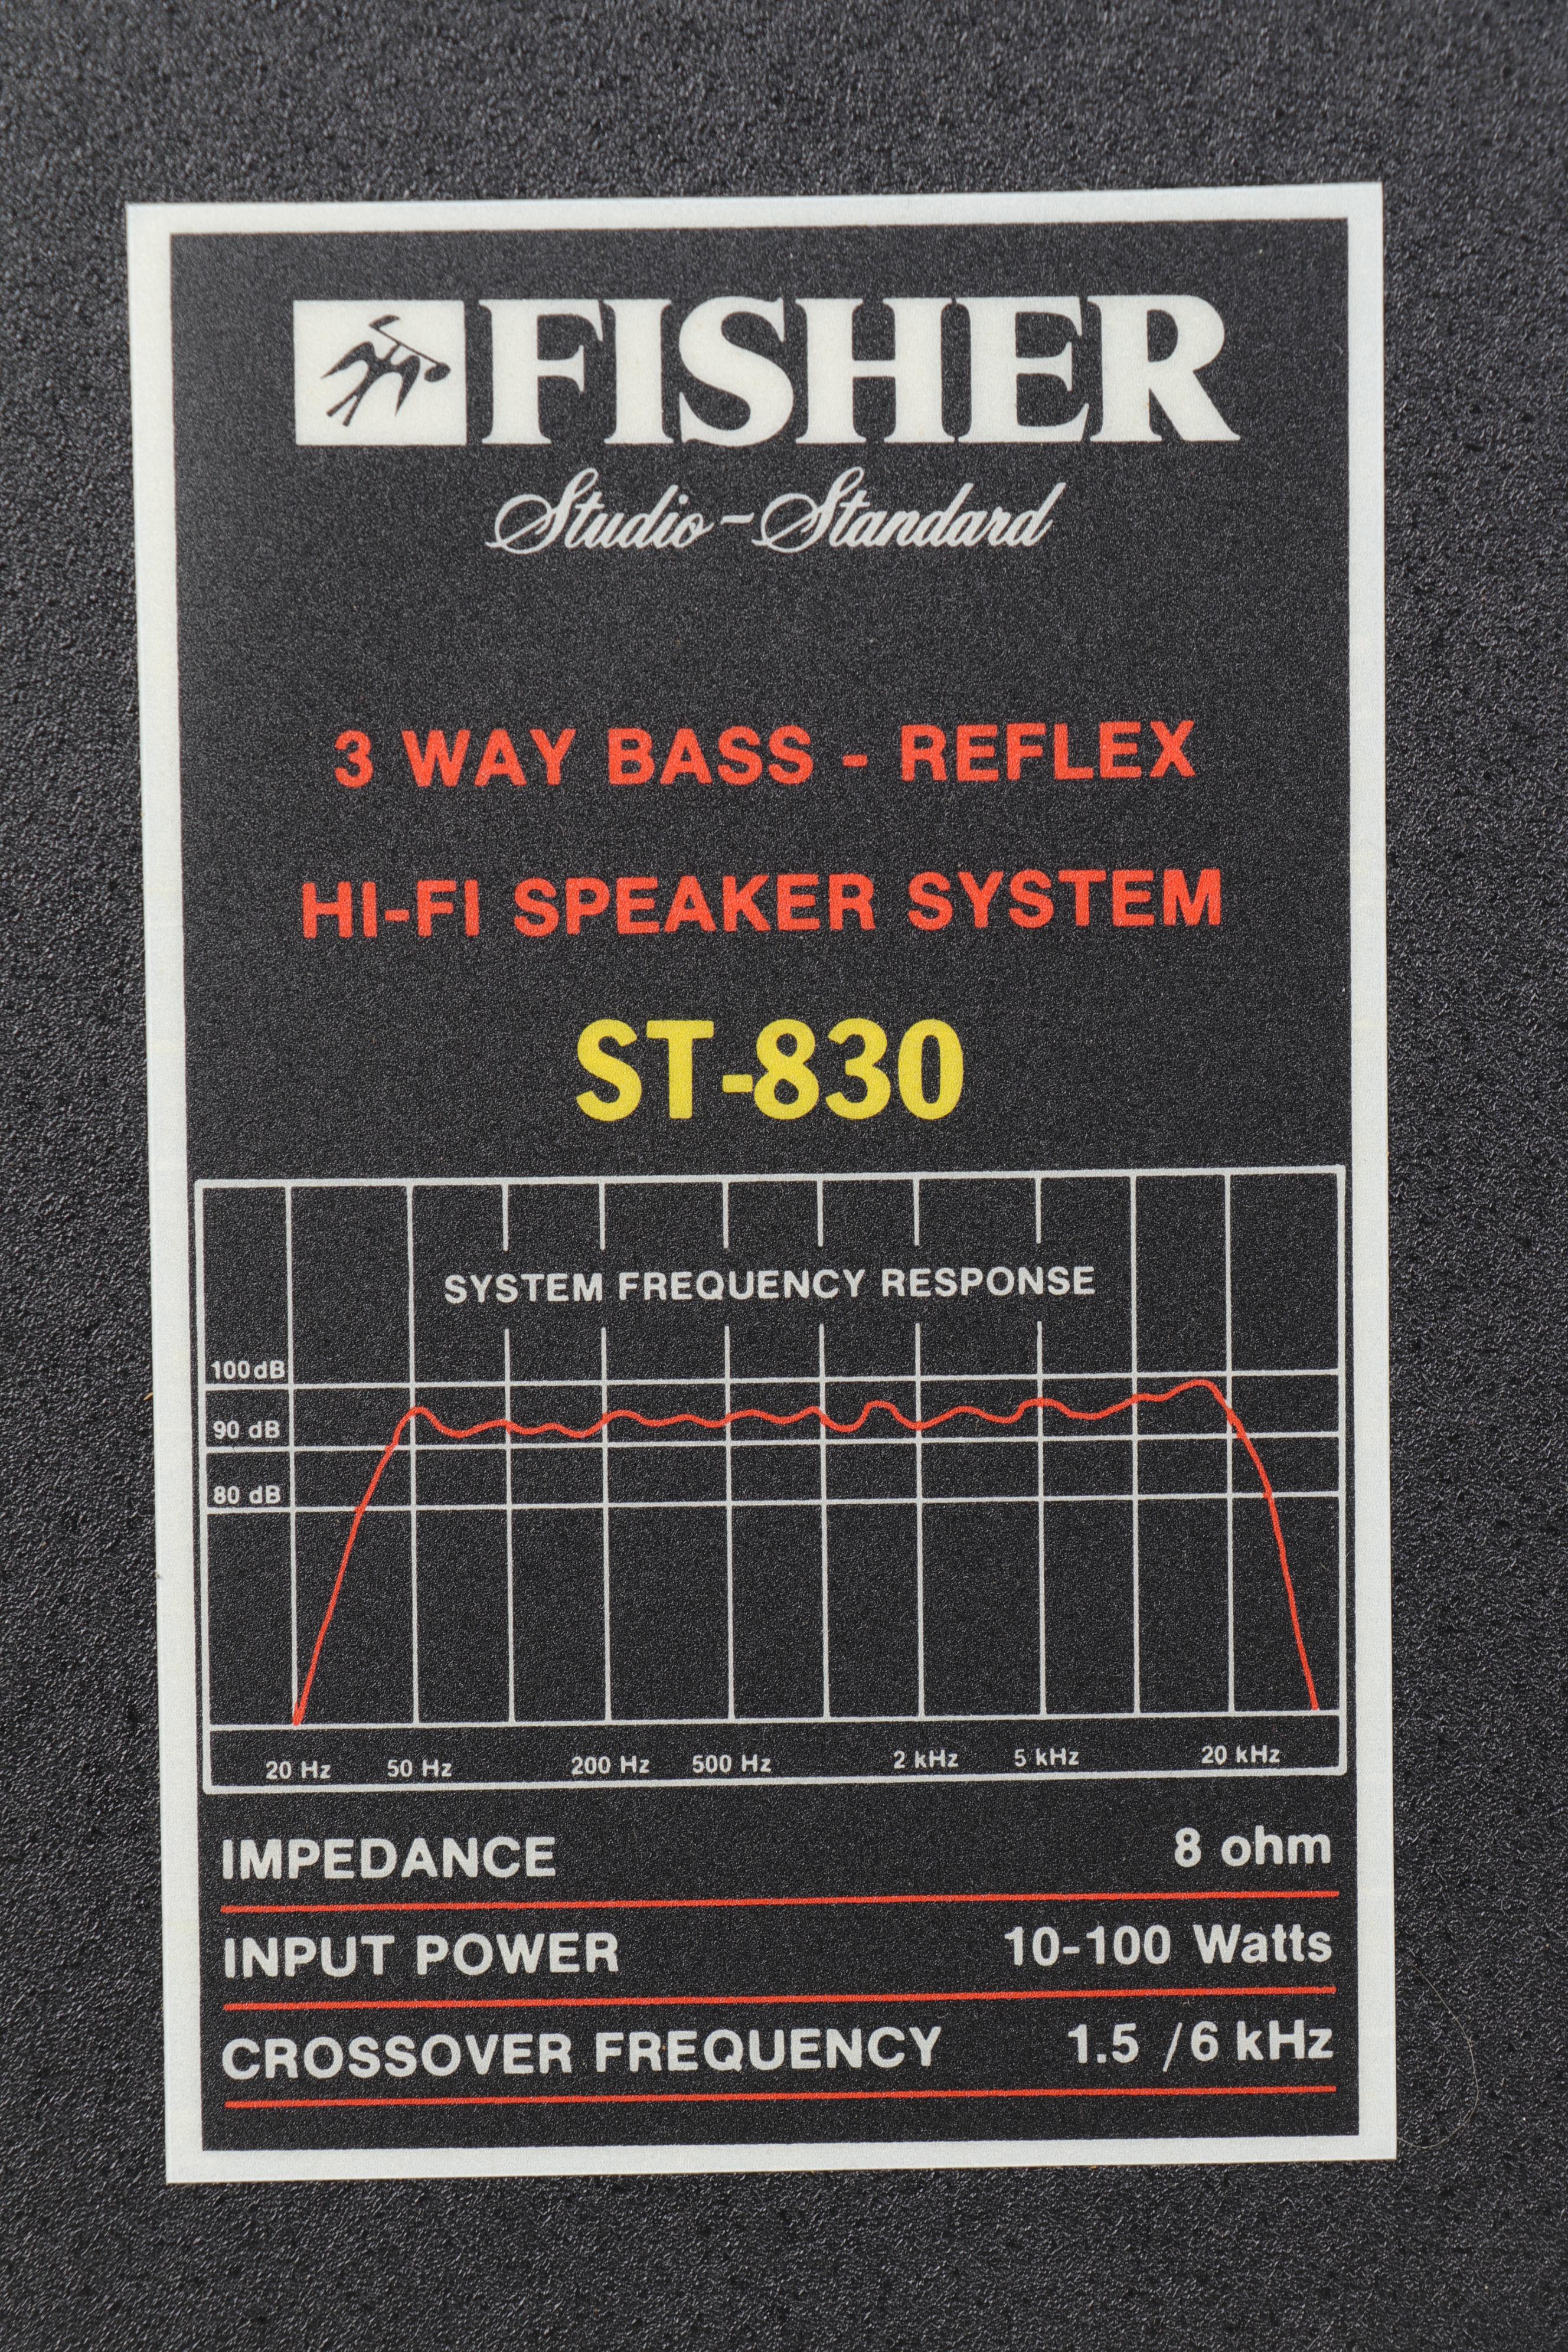 FISHER
Studio-Standard
3 WAY BASS - REFLEX
HI-FI SPEAKER SYSTEM
ST-830
SYSTEM FREQUENCY RESPONSE
100 dB
90 dB
80 dB
20 Hz 50 Hz 200 Hz 500 Hz 2 kHz 5 kHz 20 kHz
IMPEDANCE 8 ohm
INPUT POWER 10-100 Watts
CROSSOVER FREQUENCY 1.5 / 6 kHz